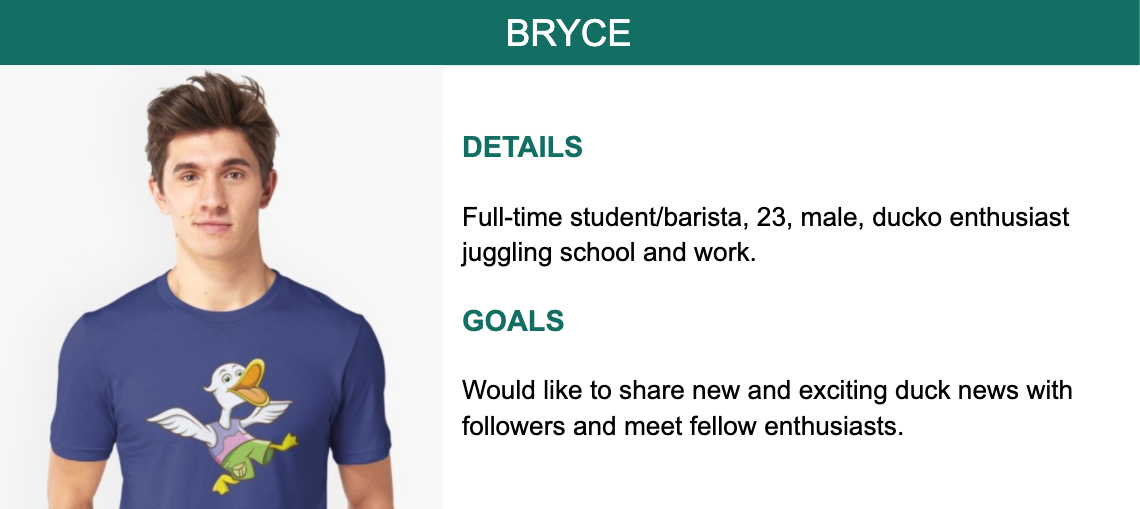 BRYCE
DETAILS
Full-time student/barista, 23, male, ducko enthusiast
juggling school and work.
GOALS
Would like to share new and exciting duck news with
followers and meet fellow enthusiasts.